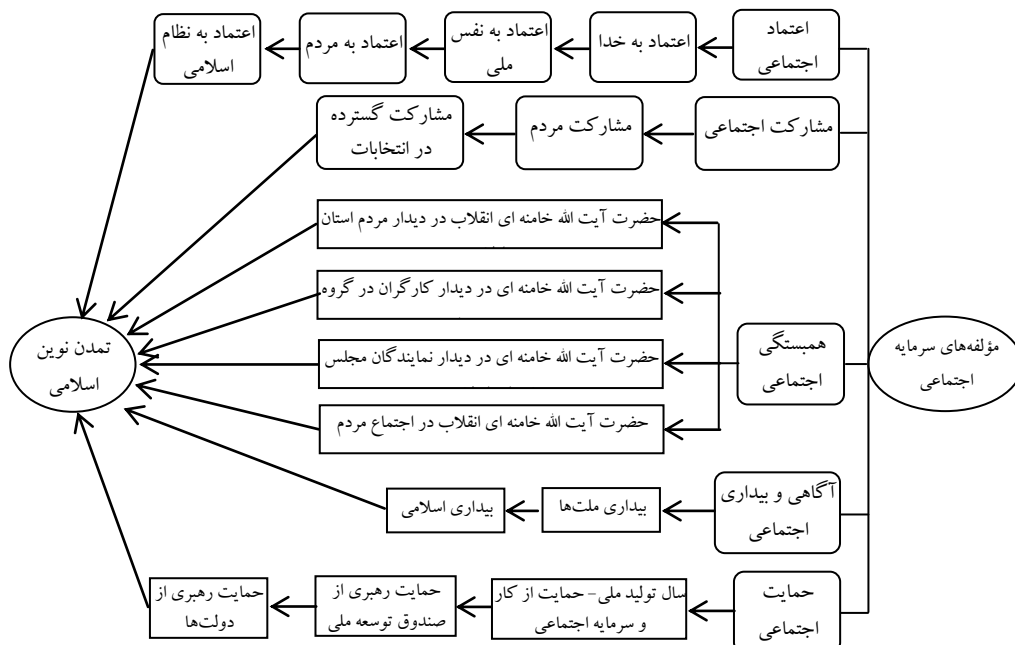 مؤلفه‌های سرمایه
اجتماعی
اعتماد
اجتماعی
اعتماد به خدا
اعتماد به نفس
ملی
اعتماد به مردم
اعتماد به نظام
اسلامی
مشارکت اجتماعی
مشارکت مردم
مشارکت گسترده
در انتخابات
همبستگی
اجتماعی
حضرت آیت الله خامنه ای انقلاب در دیدار مردم استان
حضرت آیت الله خامنه ای در دیدار کارگران در گروه
حضرت آیت الله خامنه ای در دیدار نمایندگان مجلس
حضرت آیت الله خامنه ای انقلاب در اجتماع مردم
آگاهی و بیداری
اجتماعی
بیداری ملت‌ها
بیداری اسلامی
حمایت
اجتماعی
سال تولید ملی- حمایت از کار
و سرمایه اجتماعی
حمایت رهبری از
صندوق توسعه ملی
حمایت رهبری از
دولت‌ها
تمدن نوین
اسلامی